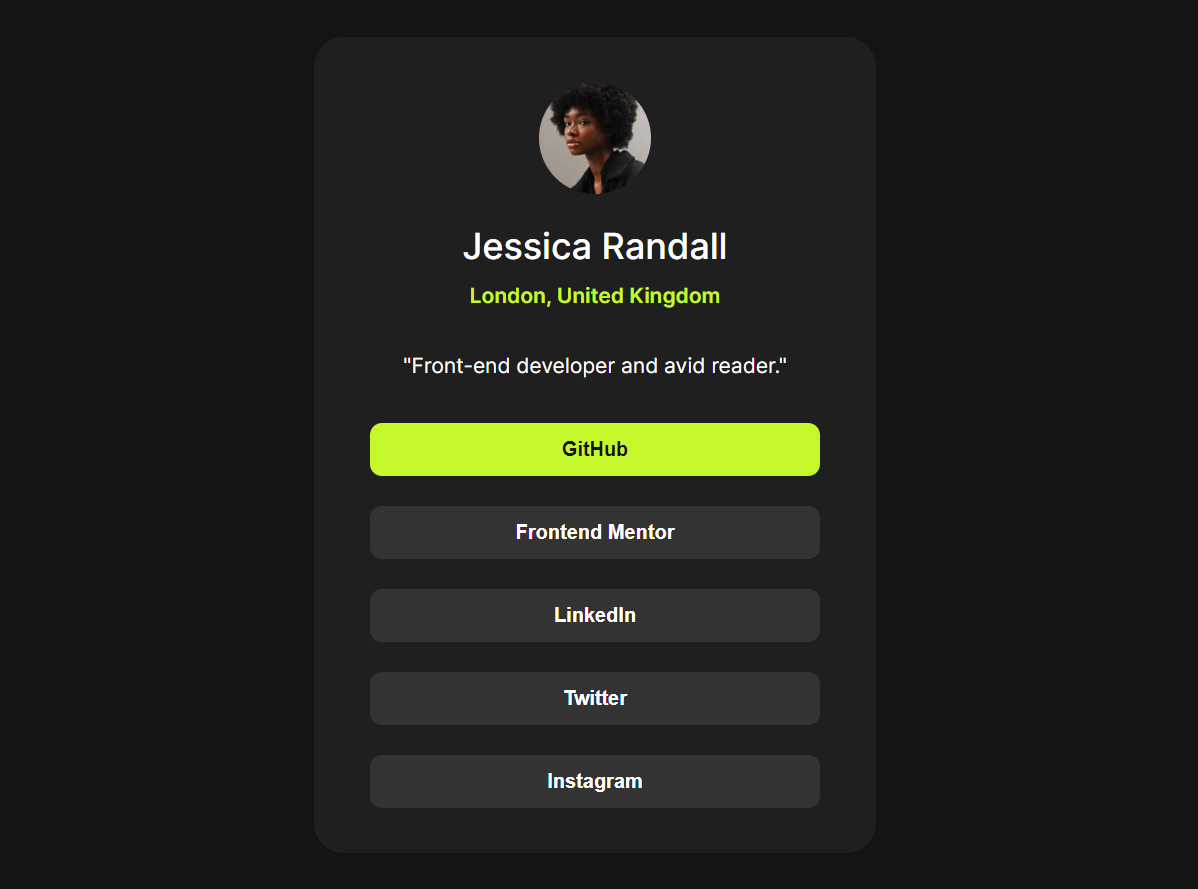 Jessica Randall
London, United Kingdom
"Front-end developer and avid reader."
GitHub
Frontend Mentor
LinkedIn
Twitter
Instagram